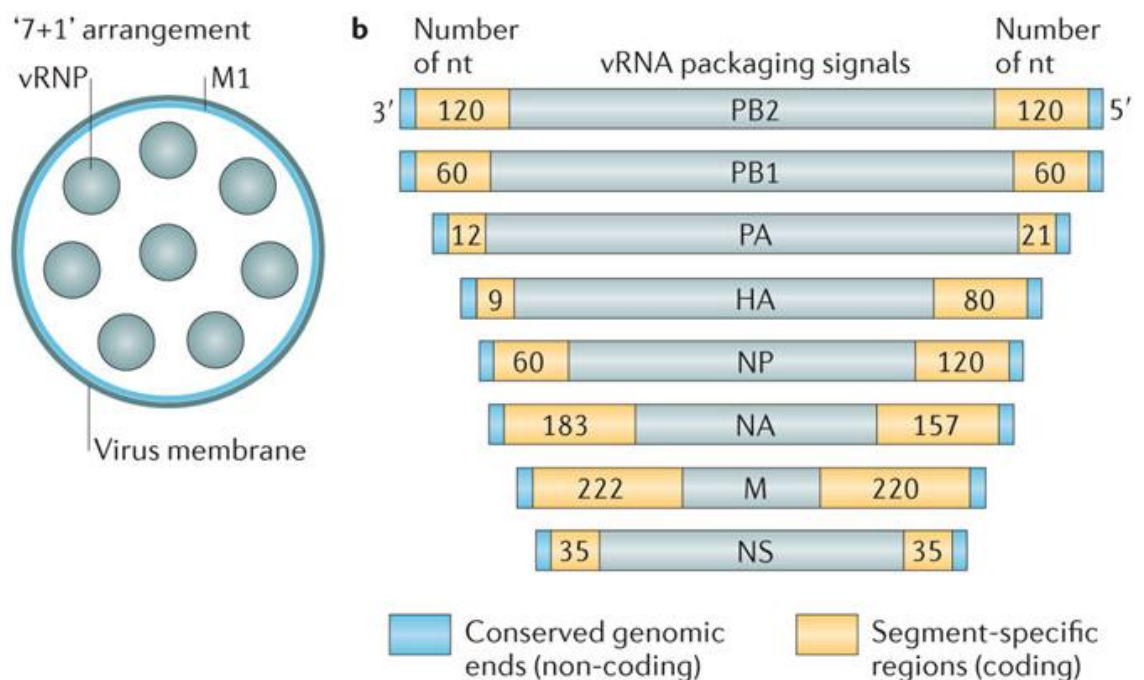 ‘7+1’ arrangement
vRNP
M1
Virus membrane
b
Number
of nt
vRNA packaging signals
Number
of nt
3′ 120 PB2 120 5′
60 PB1 60
12 PA 21
9 HA 80
60 NP 120
183 NA 157
222 M 220
35 NS 35
Conserved genomic
ends (non-coding)
Segment-specific
regions (coding)